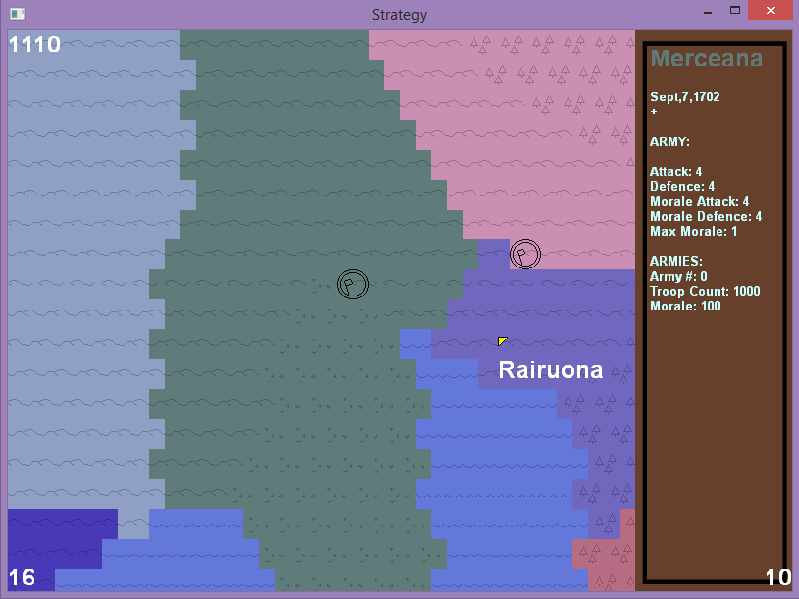 Strategy
1110
Merceana
Sept,7,1702
+
ARMY:
Attack: 4
Defence: 4
Morale Attack: 4
Morale Defence: 4
Max Morale: 1
ARMIES:
Army #: 0
Troop Count: 1000
Morale: 100
Rairuona
16
10